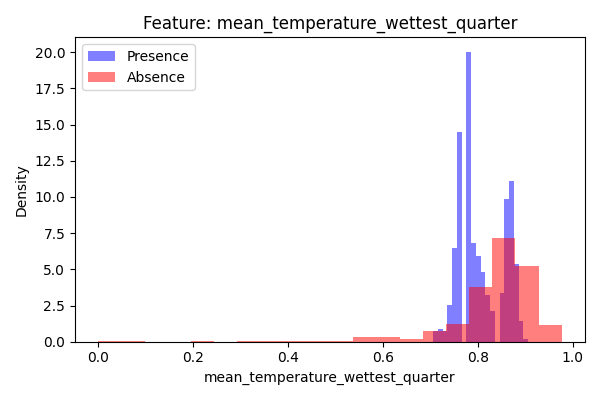 Feature: mean_temperature_wettest_quarter
Presence
Absence
20.0
17.5
15.0
12.5
10.0
7.5
5.0
2.5
0.0
Density
0.0 0.2 0.4 0.6 0.8 1.0
mean_temperature_wettest_quarter